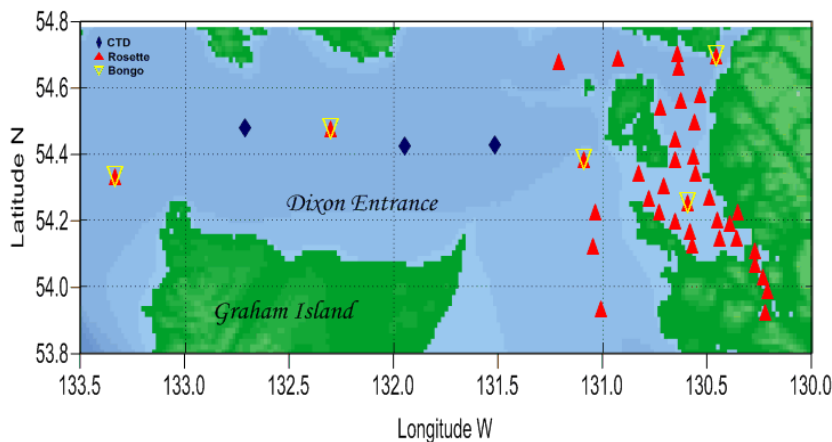 54.8
CTD
Rosette
Bongo
54.6
54.4
Latitude N
Dixon Entrance
54.2
54.0
Graham Island
53.8
133.5 133.0 132.5 132.0 131.5 131.0 130.5 130.0
Longitude W